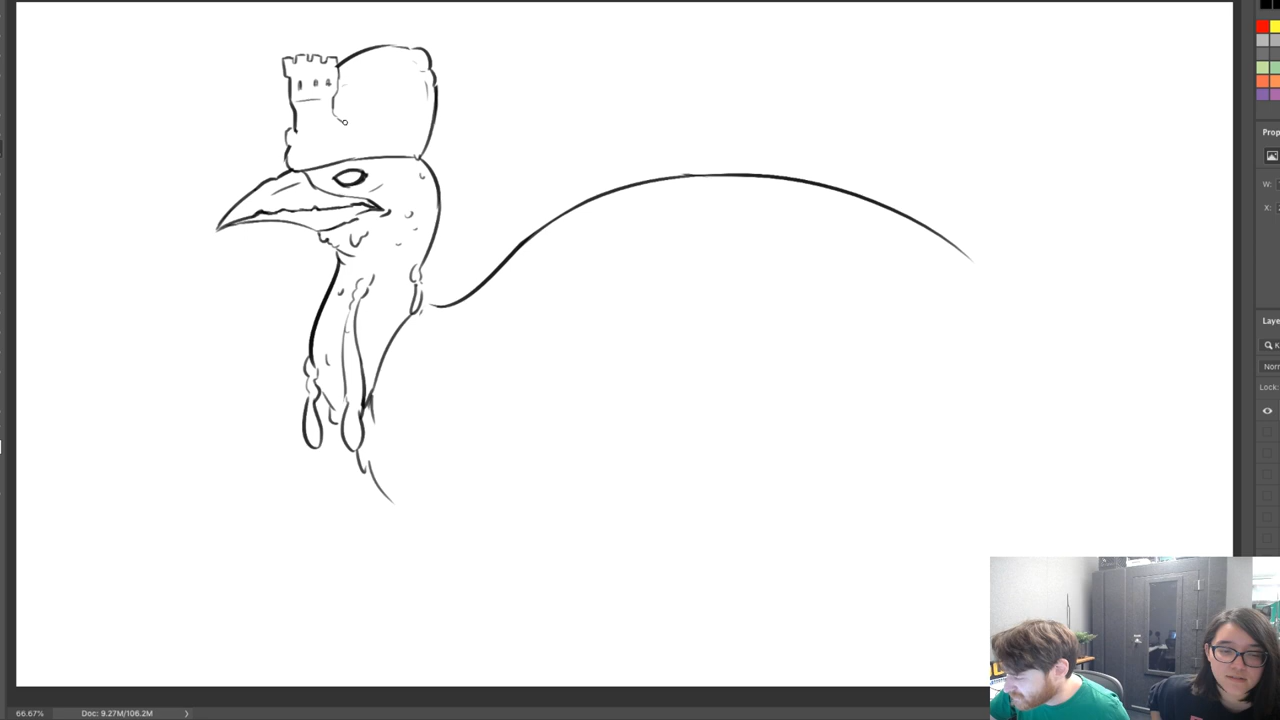 Prop
W:
X:
Laye
K
Norm
Lock:
66.67% Doc: 9.27M/106.2M